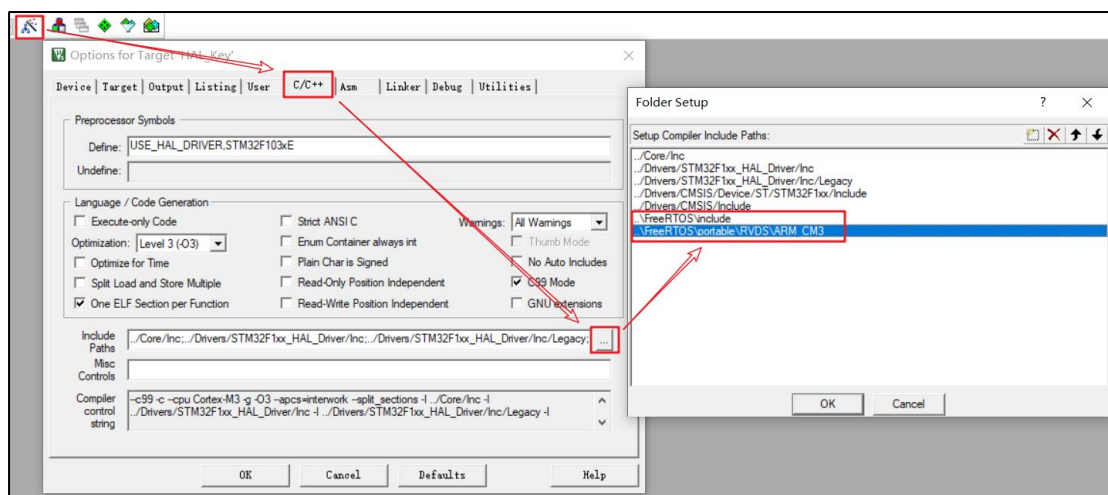 Options for Target 'HAL_Key'
Device | Target | Output | Listing | User | C/C++ | Asm | Linker | Debug | Utilities |
Preprocessor Symbols
Define: USE_HAL_DRIVER,STM32F103xE
Undefine:
Language / Code Generation
Execute-only Code
Strict ANSI C
Warnings: All Warnings
Optimization: Level 3 (-O3)
Enum Container always int
Thumb Mode
Optimize for Time
Plain Char is Signed
No Auto Includes
Split Load and Store Multiple
Read-Only Position Independent
C99 Mode
One ELF Section per Function
Read-Write Position Independent
GNU extensions
Include Paths
../Core/Inc;../Drivers/STM32F1xx_HAL_Driver/Inc;../Drivers/STM32F1xx_HAL_Driver/Inc/Legacy;
...
Misc Controls
Compiler control string
--c99 -c --cpu Cortex-M3 -g -O3 --apcs=interwork --split_sections -I ../Core/Inc -I
../Drivers/STM32F1xx_HAL_Driver/Inc -I ../Drivers/STM32F1xx_HAL_Driver/Inc/Legacy -I
OK
Cancel
Defaults
Help
Folder Setup
?
Setup Compiler Include Paths:
../Core/Inc
../Drivers/STM32F1xx_HAL_Driver/Inc
../Drivers/STM32F1xx_HAL_Driver/Inc/Legacy
../Drivers/CMSIS/Device/ST/STM32F1xx/Include
../Drivers/CMSIS/Include
..\FreeRTOS\include
..\FreeRTOS\portable\RVDS\ARM_CM3
OK
Cancel